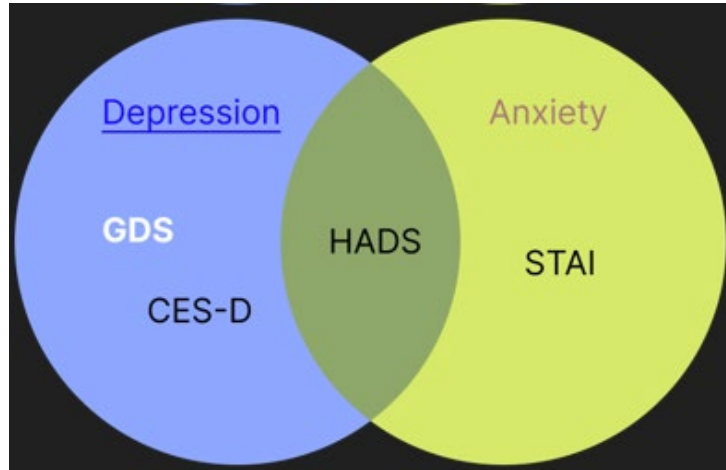 Depression
Anxiety
GDS
HADS
STAI
CES-D